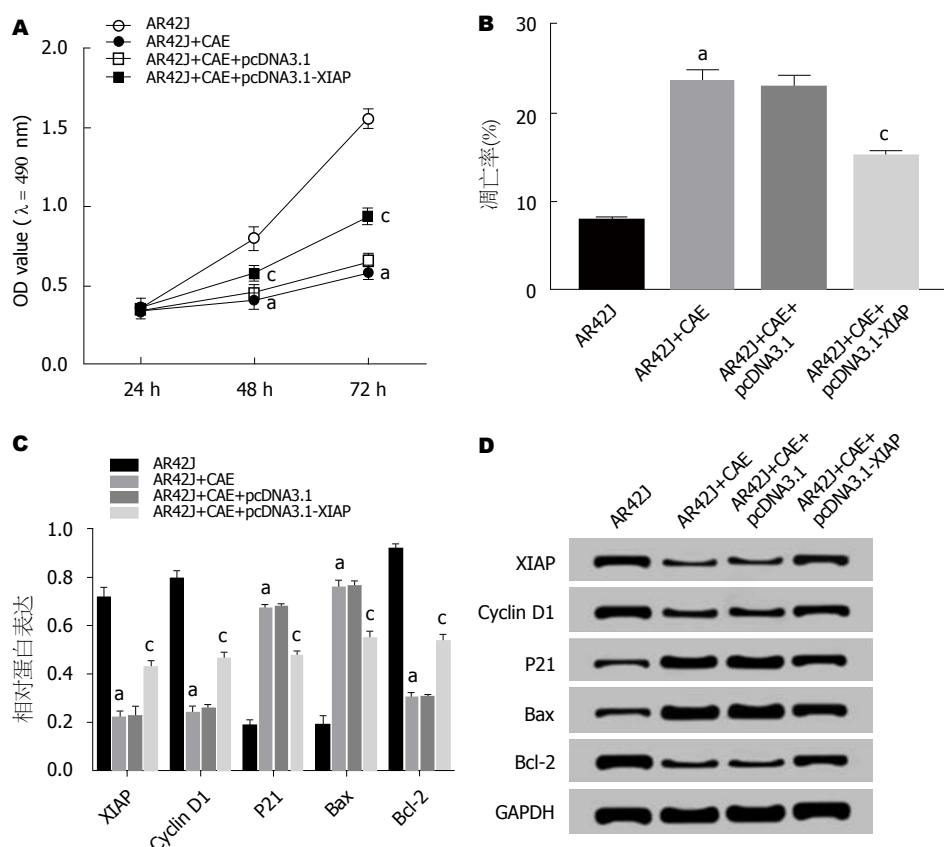 A
AR42J
AR42J+CAE
AR42J+CAE+pcDNA3.1
AR42J+CAE+pcDNA3.1-XIAP
2.0
1.5
1.0
0.5
0.0
OD value (λ = 490 nm)
c
c
a
a
24 h
48 h
72 h
B
30
20
10
0
凋亡率(%)
a
c
AR42J
AR42J+CAE
AR42J+CAE+
pcDNA3.1
AR42J+CAE+
pcDNA3.1-XIAP
C
AR42J
AR42J+CAE
AR42J+CAE+pcDNA3.1
AR42J+CAE+pcDNA3.1-XIAP
1.0
0.8
0.6
0.4
0.2
0.0
相对蛋白表达
a
c
a
c
a
c
a
c
a
c
XIAP
Cyclin D1
P21
Bax
Bcl-2
D
AR42J
AR42J+CAE
AR42J+CAE+
pcDNA3.1
AR42J+CAE+
pcDNA3.1-XIAP
XIAP
Cyclin D1
P21
Bax
Bcl-2
GAPDH